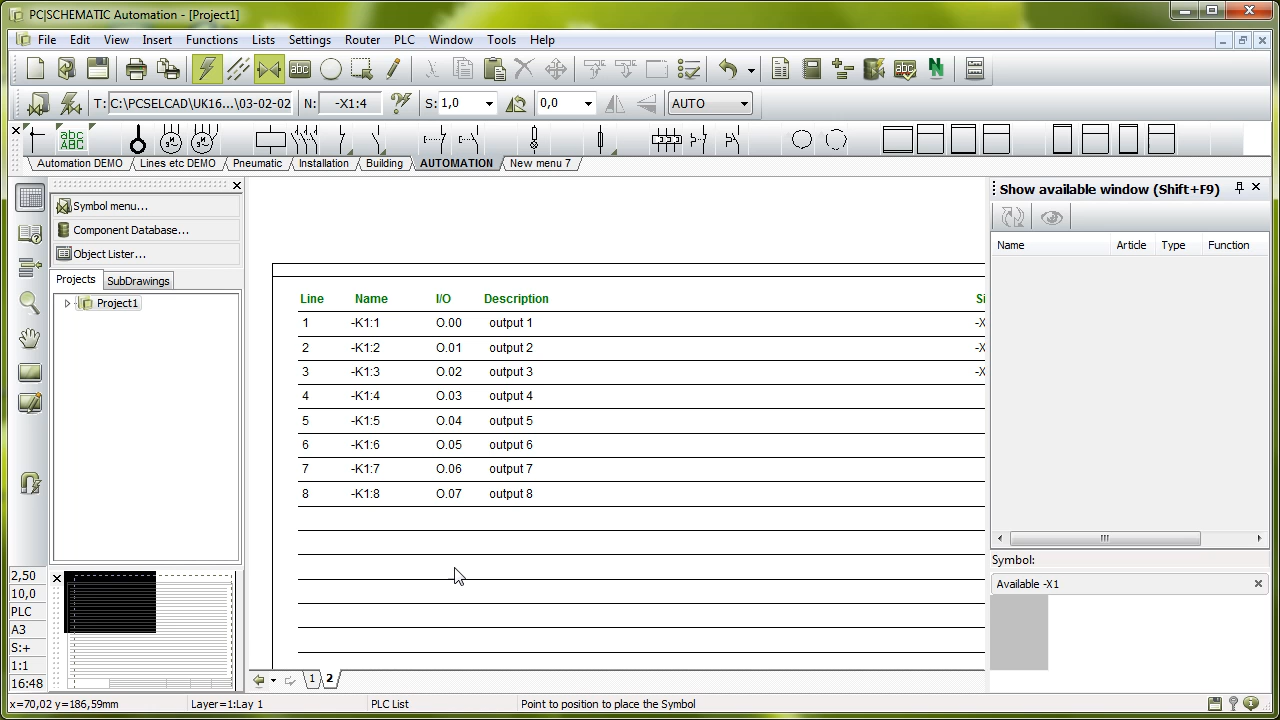 PC|SCHEMATIC Automation - [Project1]
File Edit View Insert Functions Lists Settings Router PLC Window Tools Help
abc
abc
N
T: C:\PCSELCAD\UK16...\03-02-02 N: -X1:4 S: 1,0 0,0 AUTO
abc
ABC
M M
Automation DEMO Lines etc DEMO Pneumatic Installation Building AUTOMATION New menu 7
Symbol menu...
Component Database...
Object Lister...
Projects SubDrawings
Project1
Line Name I/O Description Si
1 -K1:1 O.00 output 1 -X
2 -K1:2 O.01 output 2 -X
3 -K1:3 O.02 output 3 -X
4 -K1:4 O.03 output 4
5 -K1:5 O.04 output 5
6 -K1:6 O.05 output 6
7 -K1:7 O.06 output 7
8 -K1:8 O.07 output 8
Show available window (Shift+F9)
Name Article Type Function
Symbol:
Available -X1
2,50
10,0
PLC
A3
S:+
1:1
16:48
1 2
x=70,02 y=186,59mm Layer=1:Lay 1 PLC List Point to position to place the Symbol